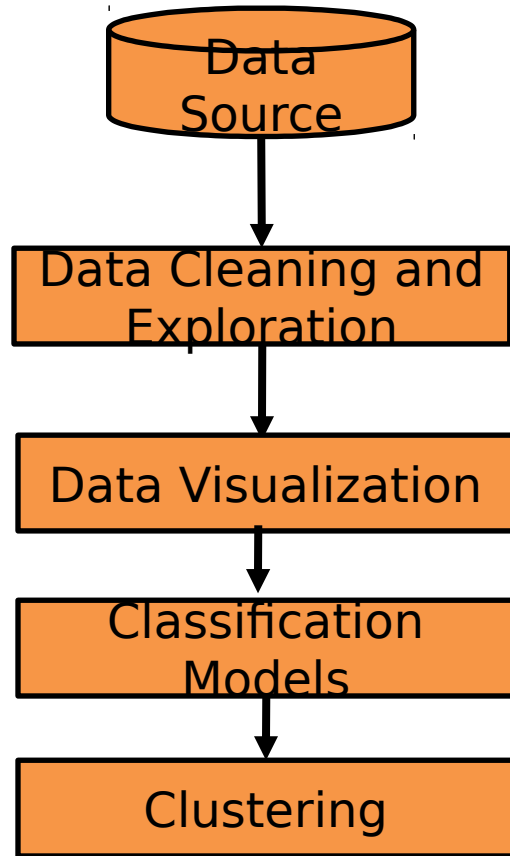 Data
Source
Data Cleaning and
Exploration
Data Visualization
Classification
Models
Clustering